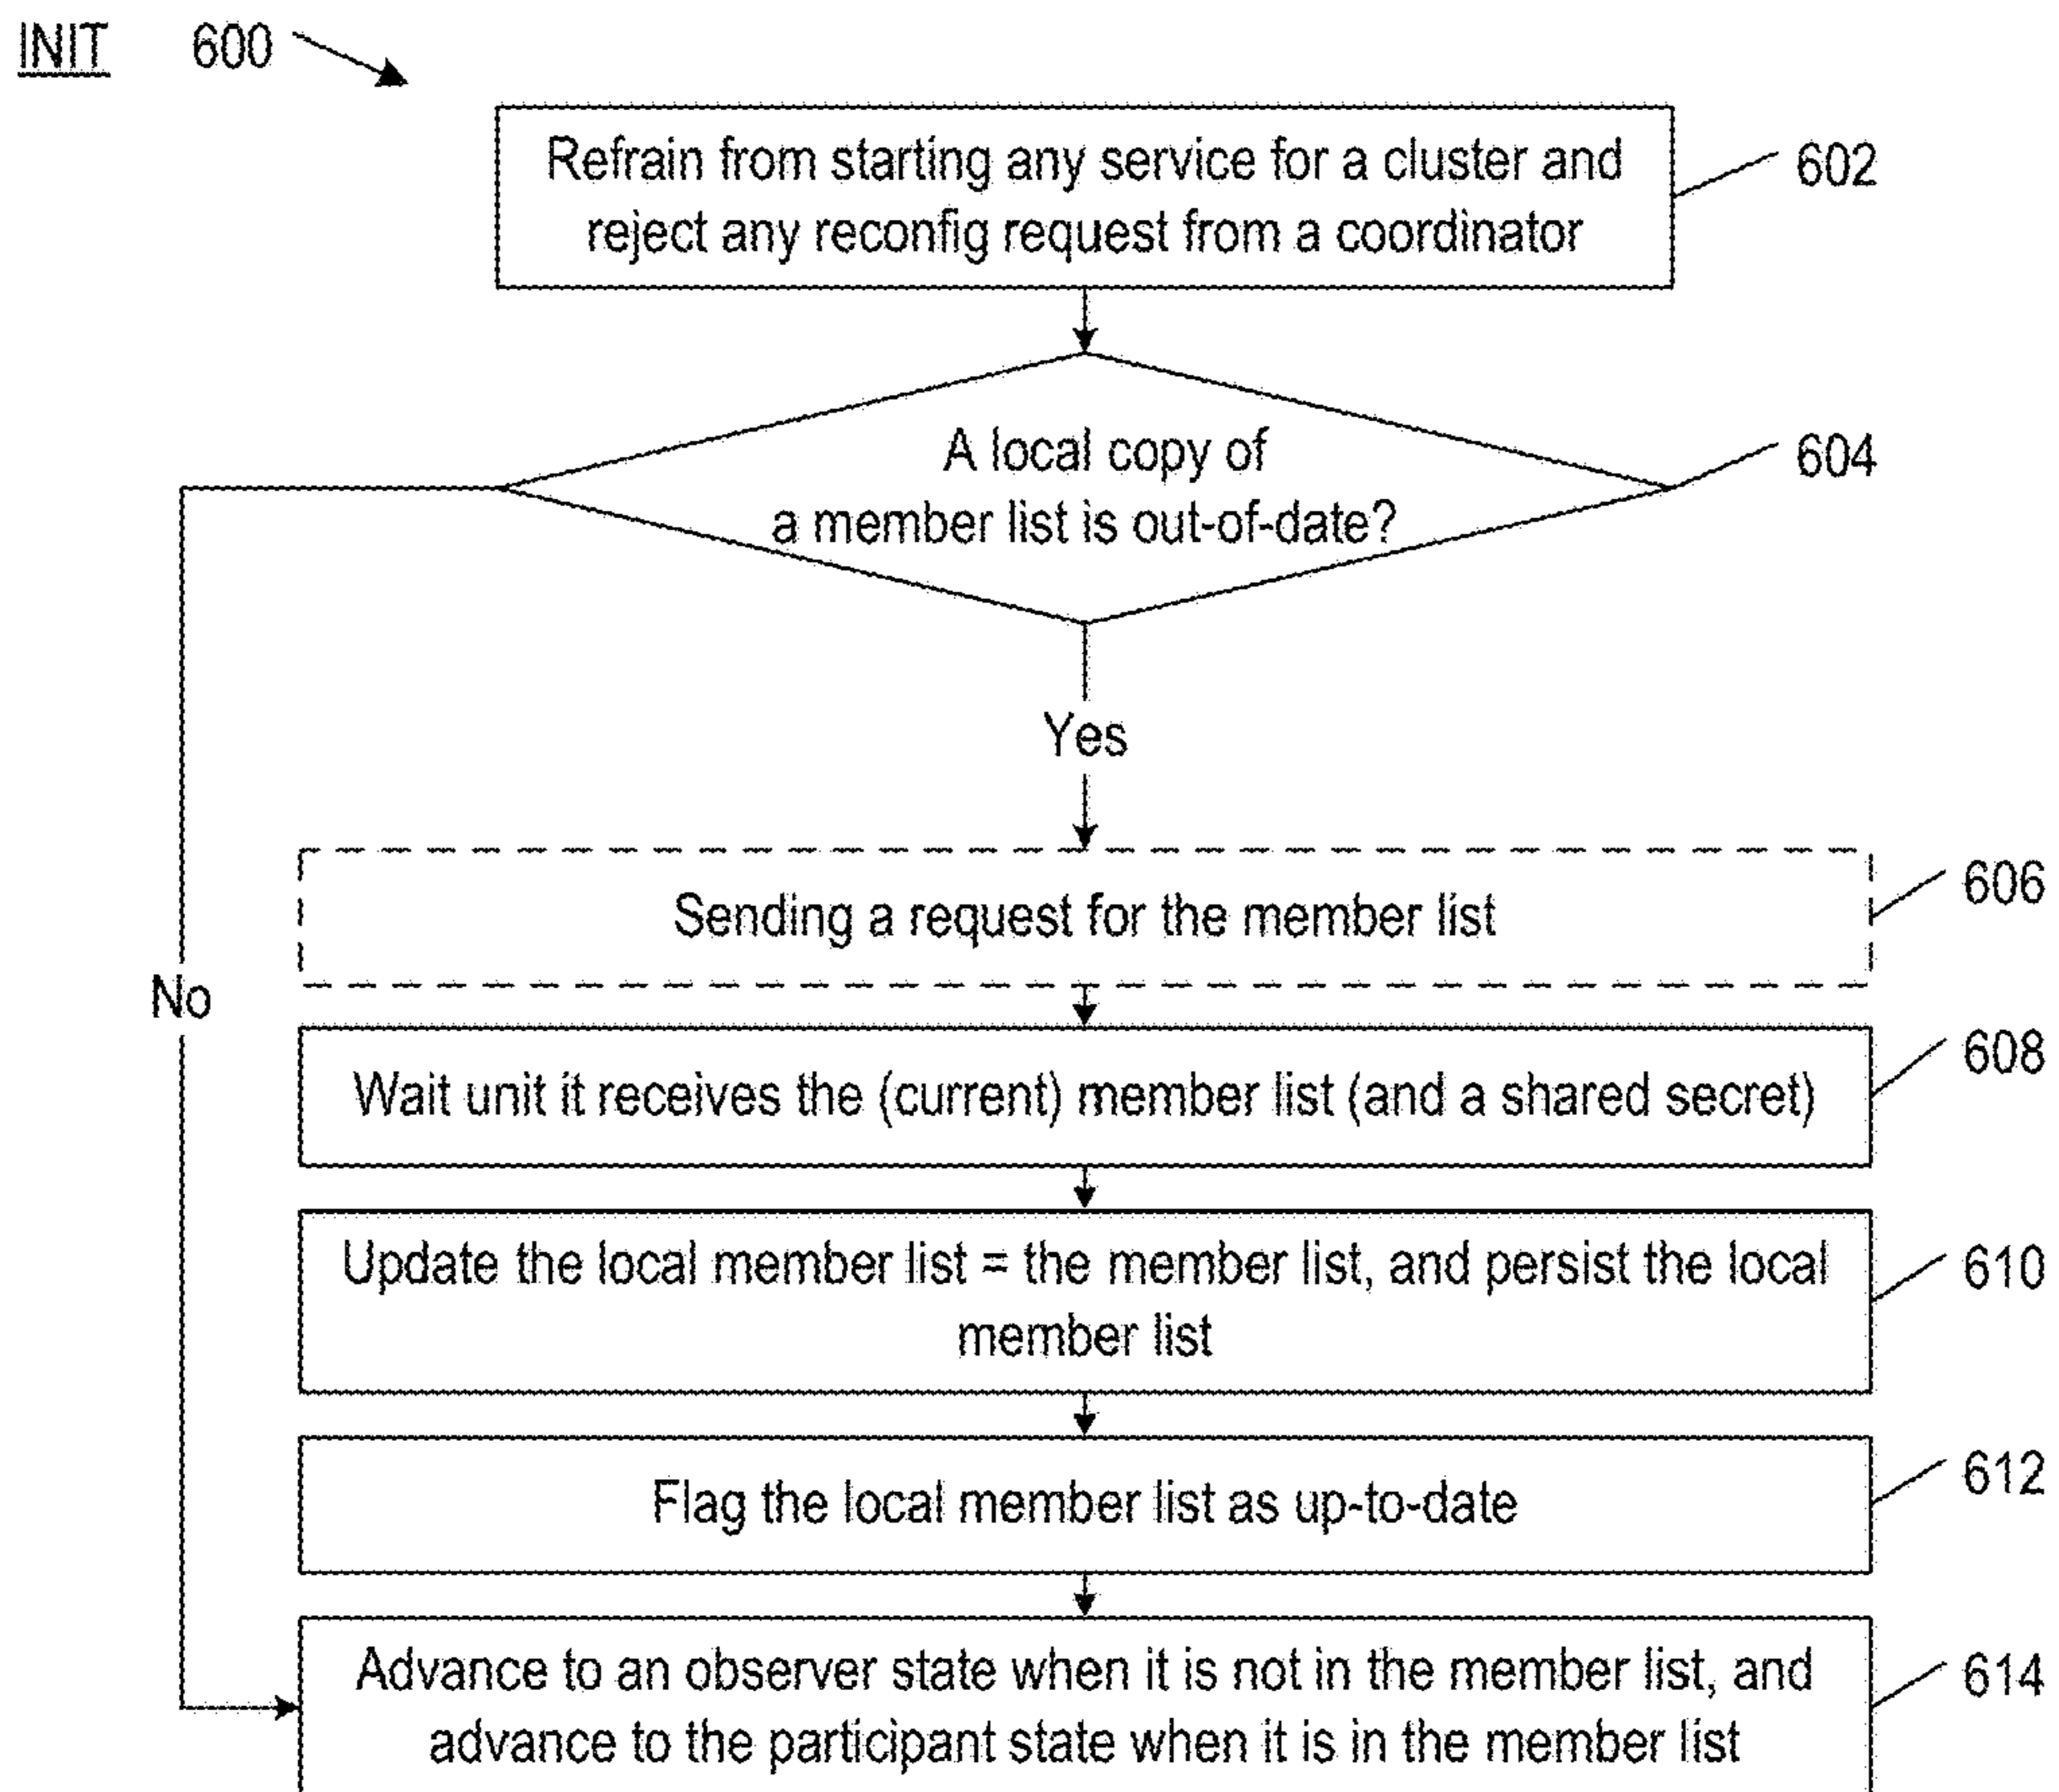 INIT 600
Refrain from starting any service for a cluster and
reject any reconfig request from a coordinator
602
A local copy of
a member list is out-of-date?
604
Yes
Sending a request for the member list
606
No
Wait unit it receives the (current) member list (and a shared secret)
608
Update the local member list = the member list, and persist the local
member list
610
Flag the local member list as up-to-date
612
Advance to an observer state when it is not in the member list, and
advance to the participant state when it is in the member list
614